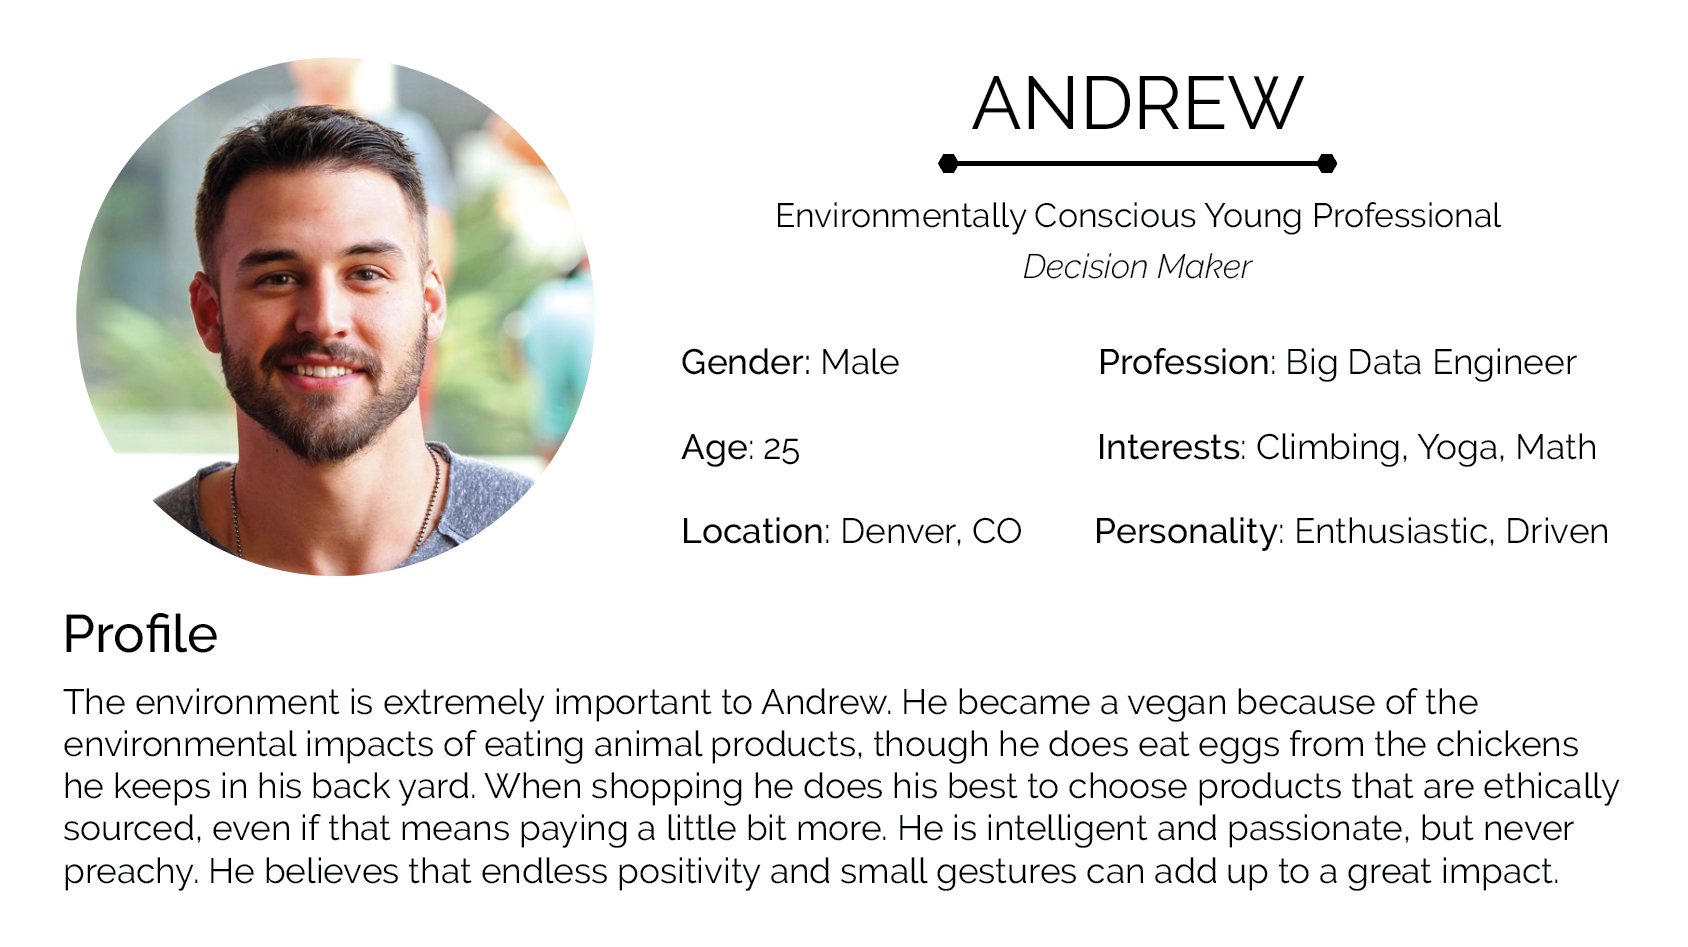 ANDREW
Environmentally Conscious Young Professional
Decision Maker
Gender: Male
Profession: Big Data Engineer
Age: 25
Interests: Climbing, Yoga, Math
Location: Denver, CO
Personality: Enthusiastic, Driven
Profile
The environment is extremely important to Andrew. He became a vegan because of the
environmental impacts of eating animal products, though he does eat eggs from the chickens
he keeps in his back yard. When shopping he does his best to choose products that are ethically
sourced, even if that means paying a little bit more. He is intelligent and passionate, but never
preachy. He believes that endless positivity and small gestures can add up to a great impact.